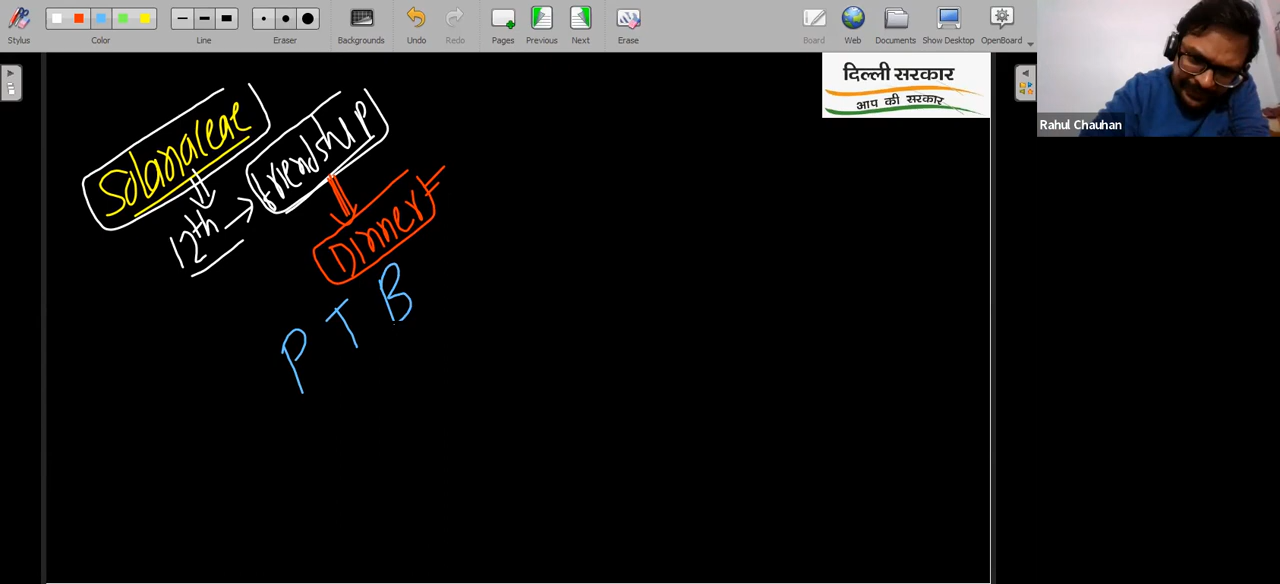 Stylus
Color
Line
Eraser
Backgrounds
Undo
Redo
Pages
Previous
Next
Erase
Board
Web
Documents
Show Desktop
OpenBoard
दिल्ली सरकार
आप की सरकार
Rahul Chauhan
Solanaceae
12th → friendship
Dinner
P T B